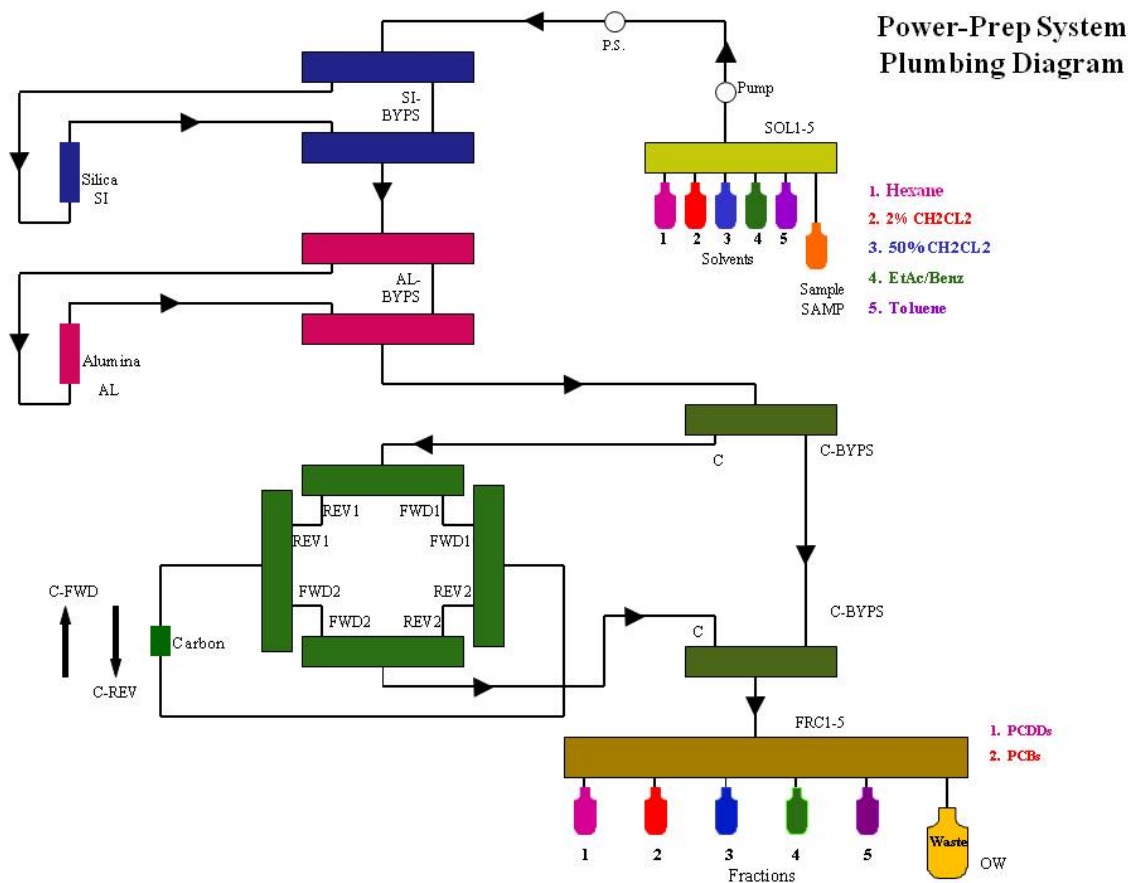 Power-Prep System
Plumbing Diagram
P.S.
Pump
SI-
BYPS
SOL1-5
Silica
SI
1. Hexane
2. 2% CH2CL2
3. 50%CH2CL2
4. EtAc/Benz
5. Toluene
1 2 3 4 5
Solvents
Sample
SAMP
AL-
BYPS
Alumina
AL
C
C-BYPS
REV1
FWD1
REV1
FWD1
FWD2
REV2
FWD2
REV2
C-FWD
Carbon
C-REV
C-BYPS
C
FRC1-5
1. PCDDs
2. PCBs
Waste
OW
1 2 3 4 5
Fractions